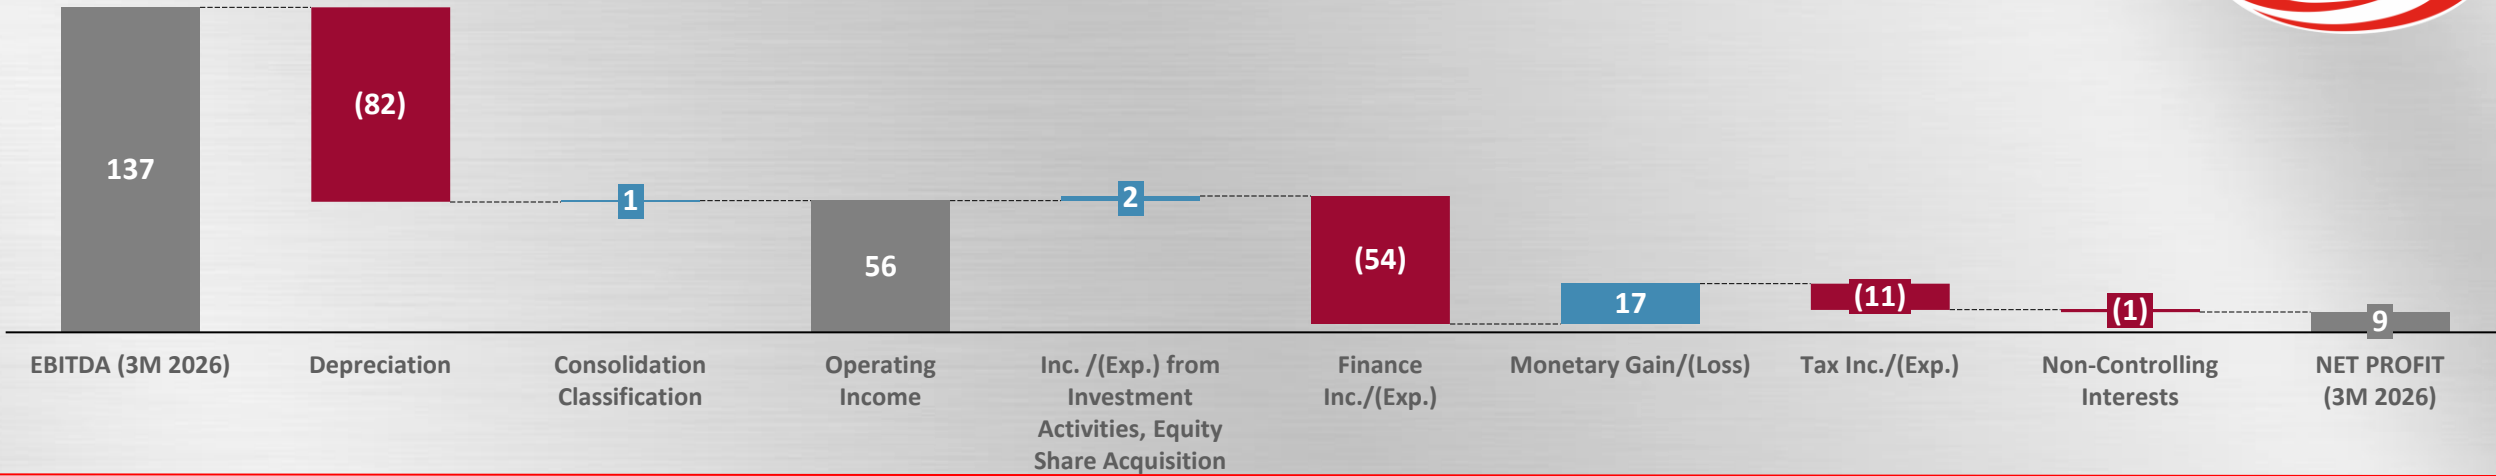 137
(82)
1
56
2
(54)
17
(11)
(1)
9
EBITDA (3M 2026)
Depreciation
Consolidation
Classification
Operating
Income
Inc. /(Exp.) from
Investment
Activities, Equity
Share Acquisition
Finance
Inc./(Exp.)
Monetary Gain/(Loss)
Tax Inc./(Exp.)
Non-Controlling
Interests
NET PROFIT
(3M 2026)